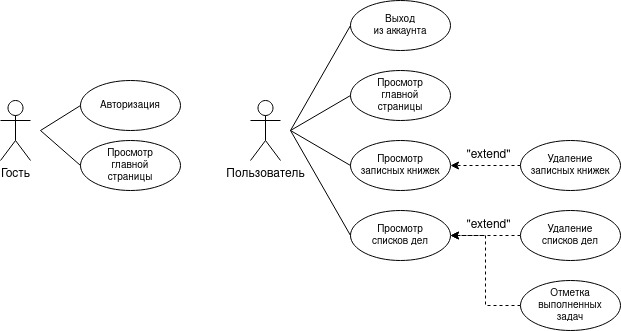 Выход
из аккаунта
Просмотр
главной
страницы
Авторизация
Просмотр
главной
страницы
Гость
Пользователь
Просмотр
записных книжек
"extend"
Удаление
записных книжек
Просмотр
списков дел
"extend"
Удаление
списков дел
Отметка
выполненных
задач